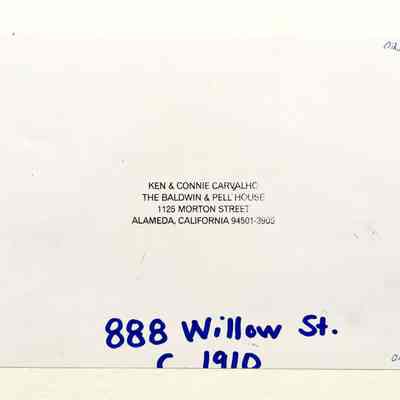 KEN & CONNIE CARVALHO
THE BALDWIN & PELL HOUSE
1125 MORTON STREET
ALAMEDA, CALIFORNIA 94501-3905
888 Willow St.
C 1910